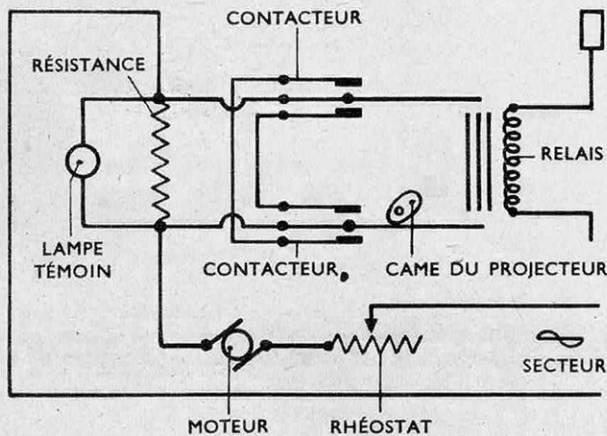 CONTACTEUR
RÉSISTANCE
RELAIS
LAMPE
TÉMOIN
CONTACTEUR
CAME DU PROJECTEUR
SECTEUR
MOTEUR
RHÉOSTAT